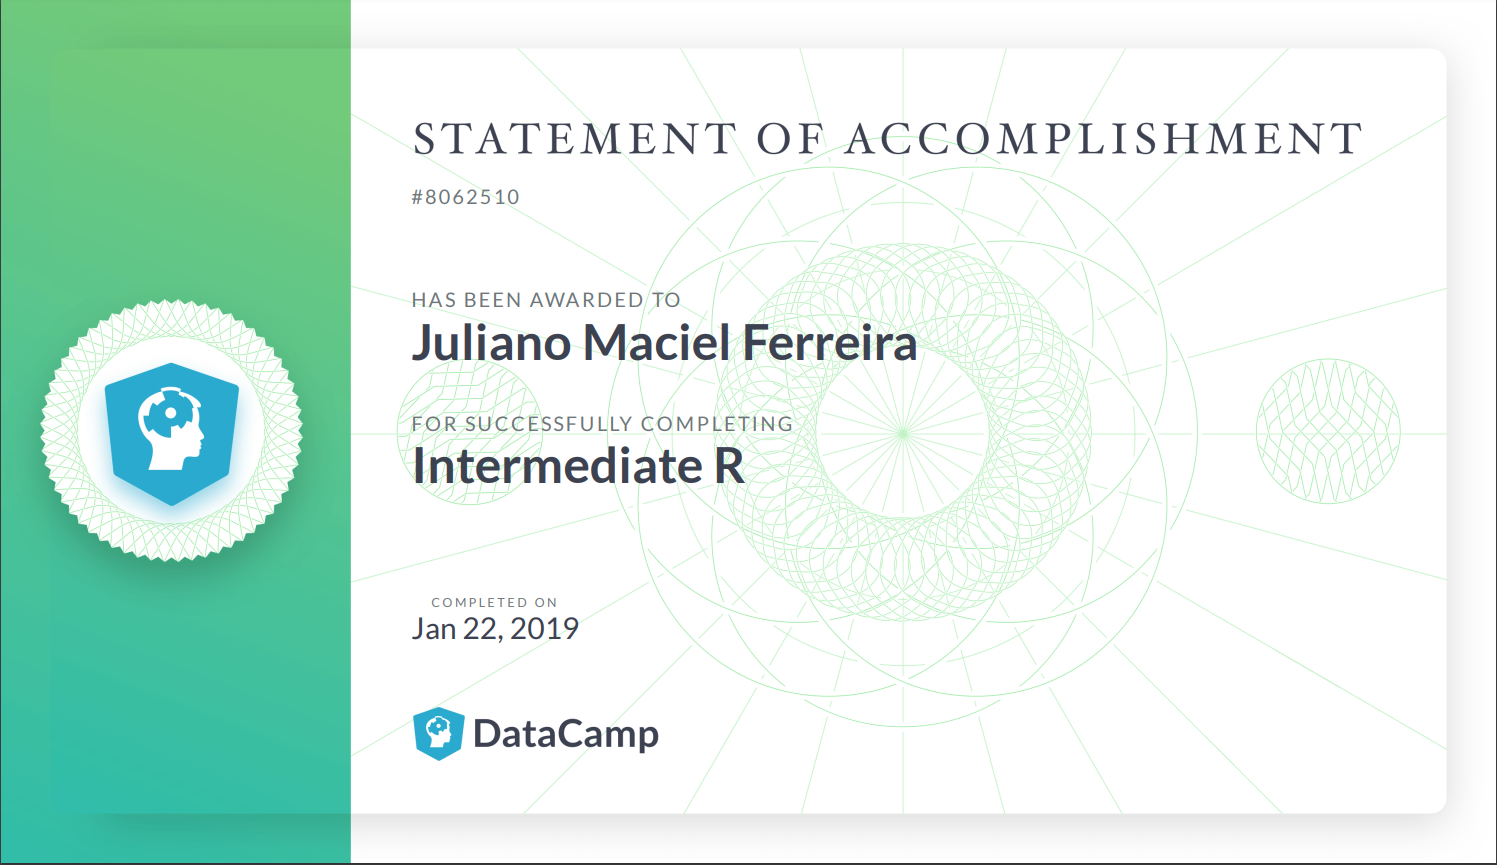 STATEMENT OF ACCOMPLISHMENT
#8062510
HAS BEEN AWARDED TO
Juliano Maciel Ferreira
FOR SUCCESSFULLY COMPLETING
Intermediate R
COMPLETED ON
Jan 22, 2019
DataCamp